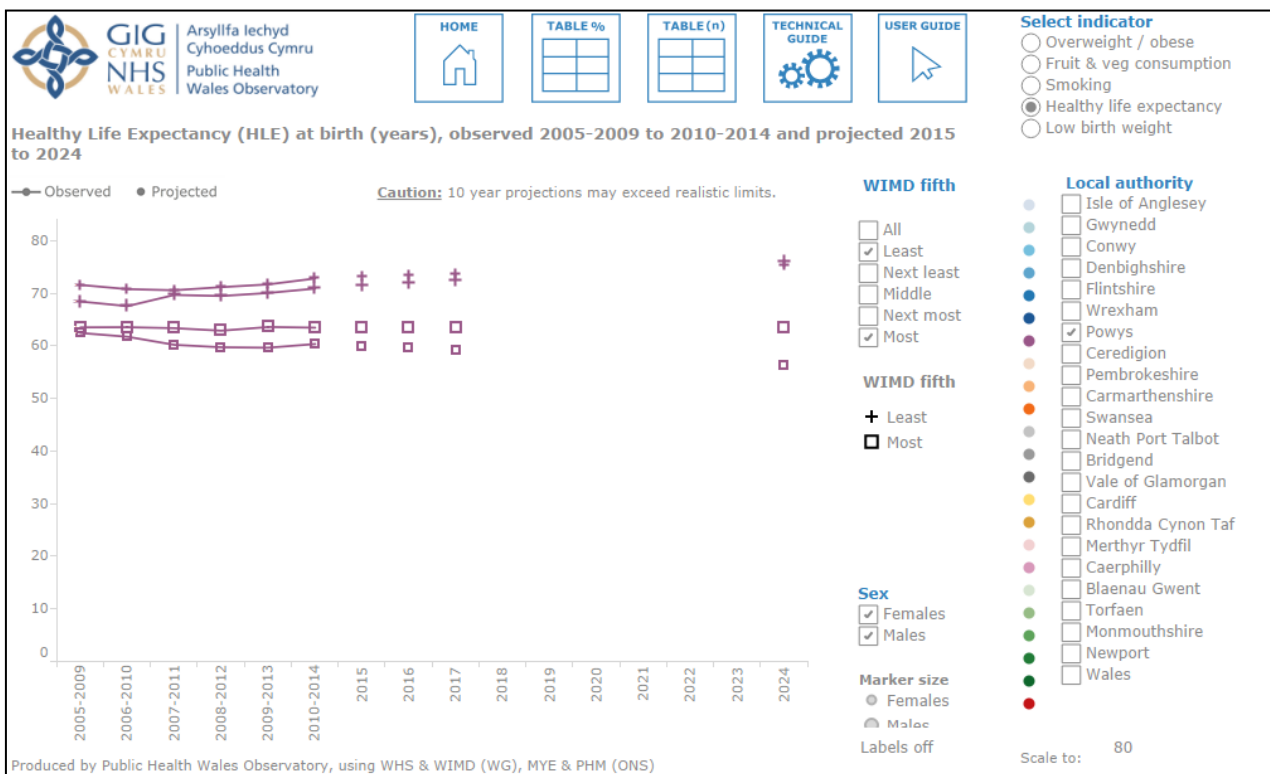 GIG
CYMRU
NHS
WALES
Arsyllfa Iechyd
Cyhoeddus Cymru
Public Health
Wales Observatory
HOME
TABLE %
TABLE (n)
TECHNICAL
GUIDE
USER GUIDE
Select indicator
Overweight / obese
Fruit & veg consumption
Smoking
Healthy life expectancy
Low birth weight
Healthy Life Expectancy (HLE) at birth (years), observed 2005-2009 to 2010-2014 and projected 2015
to 2024
Observed Projected
Caution: 10 year projections may exceed realistic limits.
80
70
60
50
40
30
20
10
0
2005-2009
2006-2010
2007-2011
2008-2012
2009-2013
2010-2014
2015
2016
2017
2018
2019
2020
2021
2022
2023
2024
WIMD fifth
All
Least
Next least
Middle
Next most
Most
WIMD fifth
Least
Most
Sex
Females
Males
Marker size
Females
Males
Labels off
Local authority
Isle of Anglesey
Gwynedd
Conwy
Denbighshire
Flintshire
Wrexham
Powys
Ceredigion
Pembrokeshire
Carmarthenshire
Swansea
Neath Port Talbot
Bridgend
Vale of Glamorgan
Cardiff
Rhondda Cynon Taf
Merthyr Tydfil
Caerphilly
Blaenau Gwent
Torfaen
Monmouthshire
Newport
Wales
Scale to: 80
Produced by Public Health Wales Observatory, using WHS & WIMD (WG), MYE & PHM (ONS)